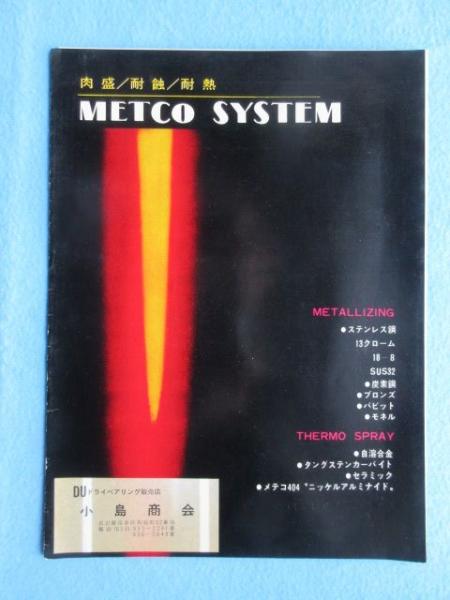 肉盛/耐蝕/耐熱
METCO SYSTEM
METALLIZING
●ステンレス鋼
13クローム
18-8
SUS32
●炭素鋼
●ブロンズ
●バビット
●モネル
THERMO SPRAY
●自溶合金
●タングステンカーバイト
●セラミック
●メテコ404 〝ニッケルアルミナイド〟
DUドライベアリング販売店
小島商会